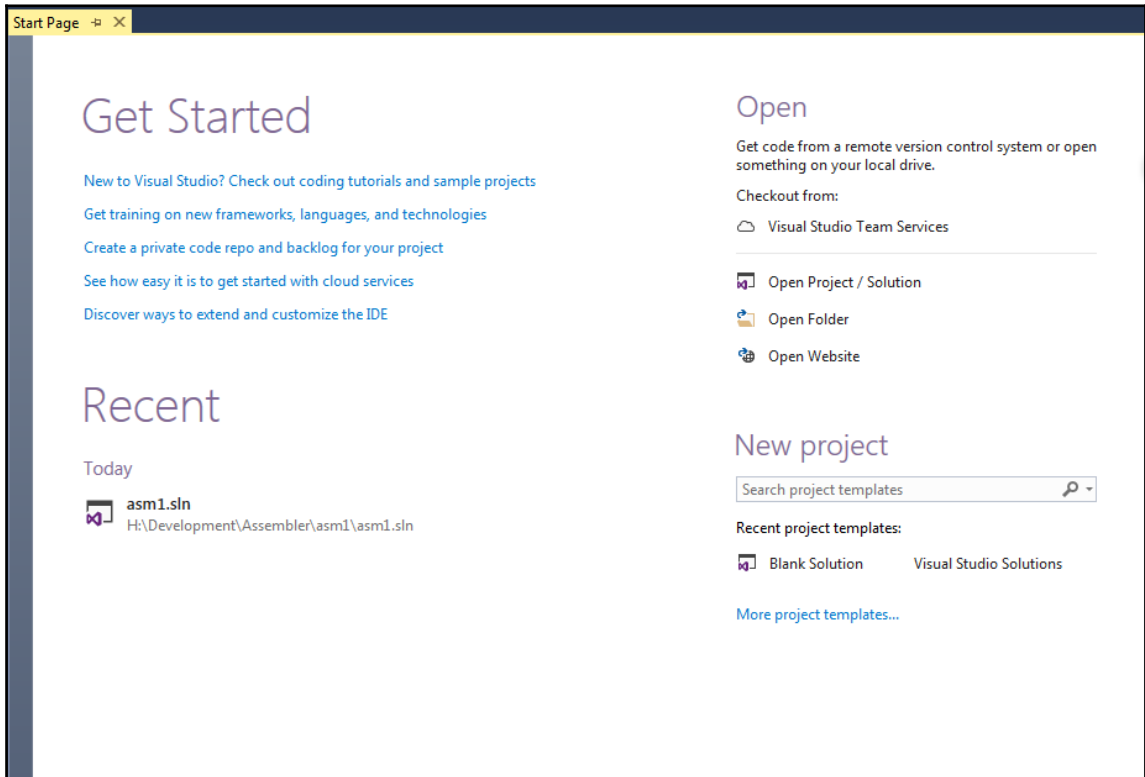 Start Page
Get Started
New to Visual Studio? Check out coding tutorials and sample projects
Get training on new frameworks, languages, and technologies
Create a private code repo and backlog for your project
See how easy it is to get started with cloud services
Discover ways to extend and customize the IDE
Recent
Today
asm1.sln
H:\Development\Assembler\asm1\asm1.sln
Open
Get code from a remote version control system or open
something on your local drive.
Checkout from:
Visual Studio Team Services
Open Project / Solution
Open Folder
Open Website
New project
Search project templates
Recent project templates:
Blank Solution Visual Studio Solutions
More project templates...